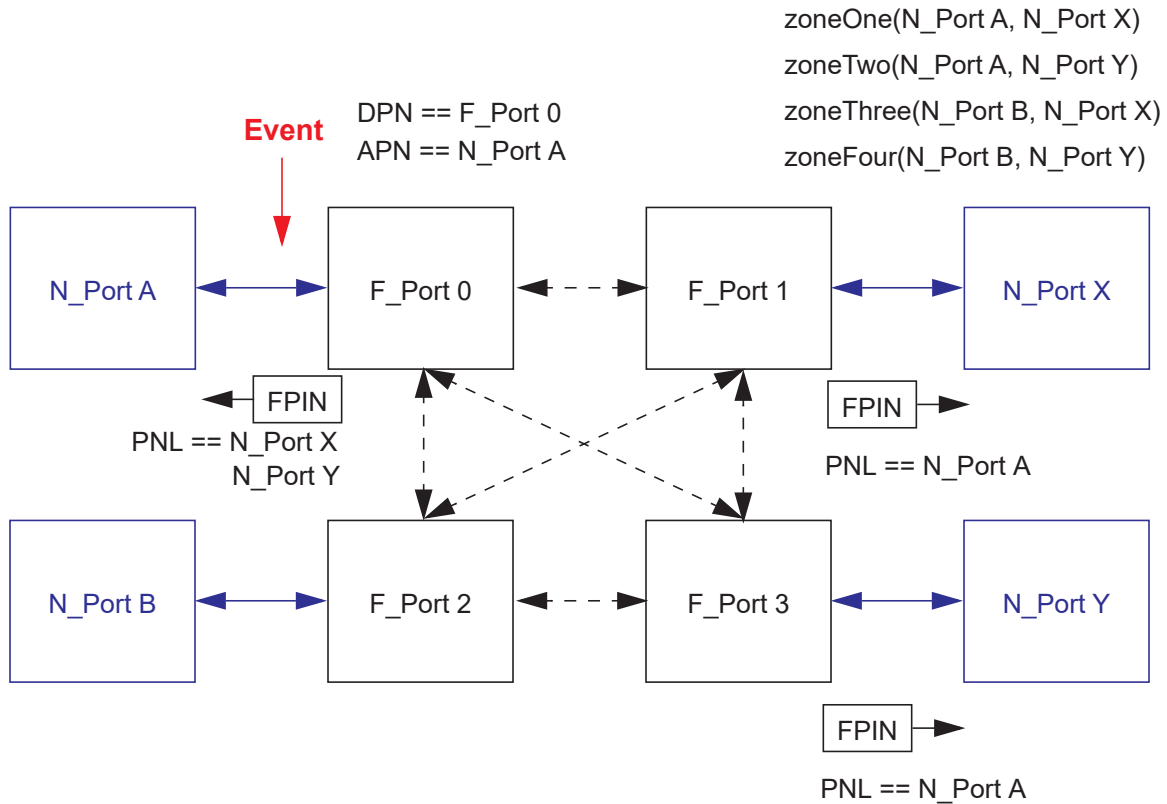 zoneOne(N_Port A, N_Port X)
zoneTwo(N_Port A, N_Port Y)
zoneThree(N_Port B, N_Port X)
zoneFour(N_Port B, N_Port Y)
Event
DPN == F_Port 0
APN == N_Port A
N_Port A
F_Port 0
F_Port 1
N_Port X
FPIN
PNL == N_Port X
N_Port Y
FPIN
PNL == N_Port A
N_Port B
F_Port 2
F_Port 3
N_Port Y
FPIN
PNL == N_Port A